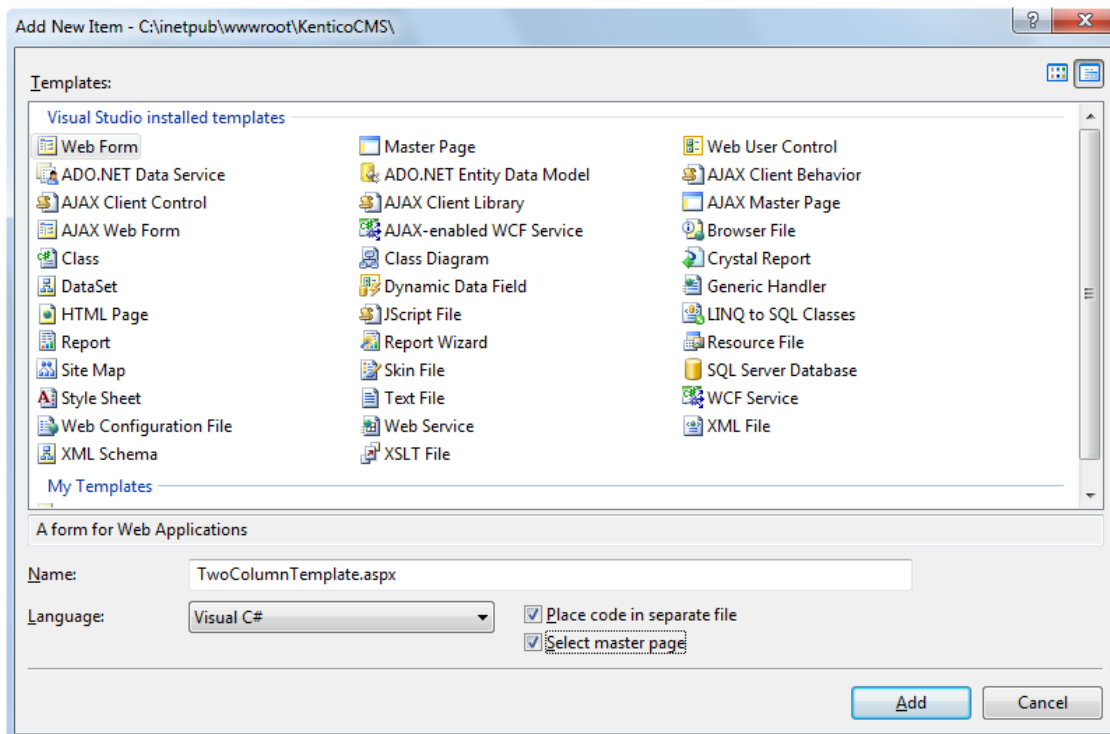 Add New Item - C:\inetpub\wwwroot\KenticoCMS\
Templates:
Visual Studio installed templates
Web Form Master Page Web User Control
ADO.NET Data Service ADO.NET Entity Data Model AJAX Client Behavior
AJAX Client Control AJAX Client Library AJAX Master Page
AJAX Web Form AJAX-enabled WCF Service Browser File
Class Class Diagram Crystal Report
DataSet Dynamic Data Field Generic Handler
HTML Page JScript File LINQ to SQL Classes
Report Report Wizard Resource File
Site Map Skin File SQL Server Database
Style Sheet Text File WCF Service
Web Configuration File Web Service XML File
XML Schema XSLT File
My Templates
A form for Web Applications
Name: TwoColumnTemplate.aspx
Language: Visual C# Place code in separate file
Select master page
Add Cancel